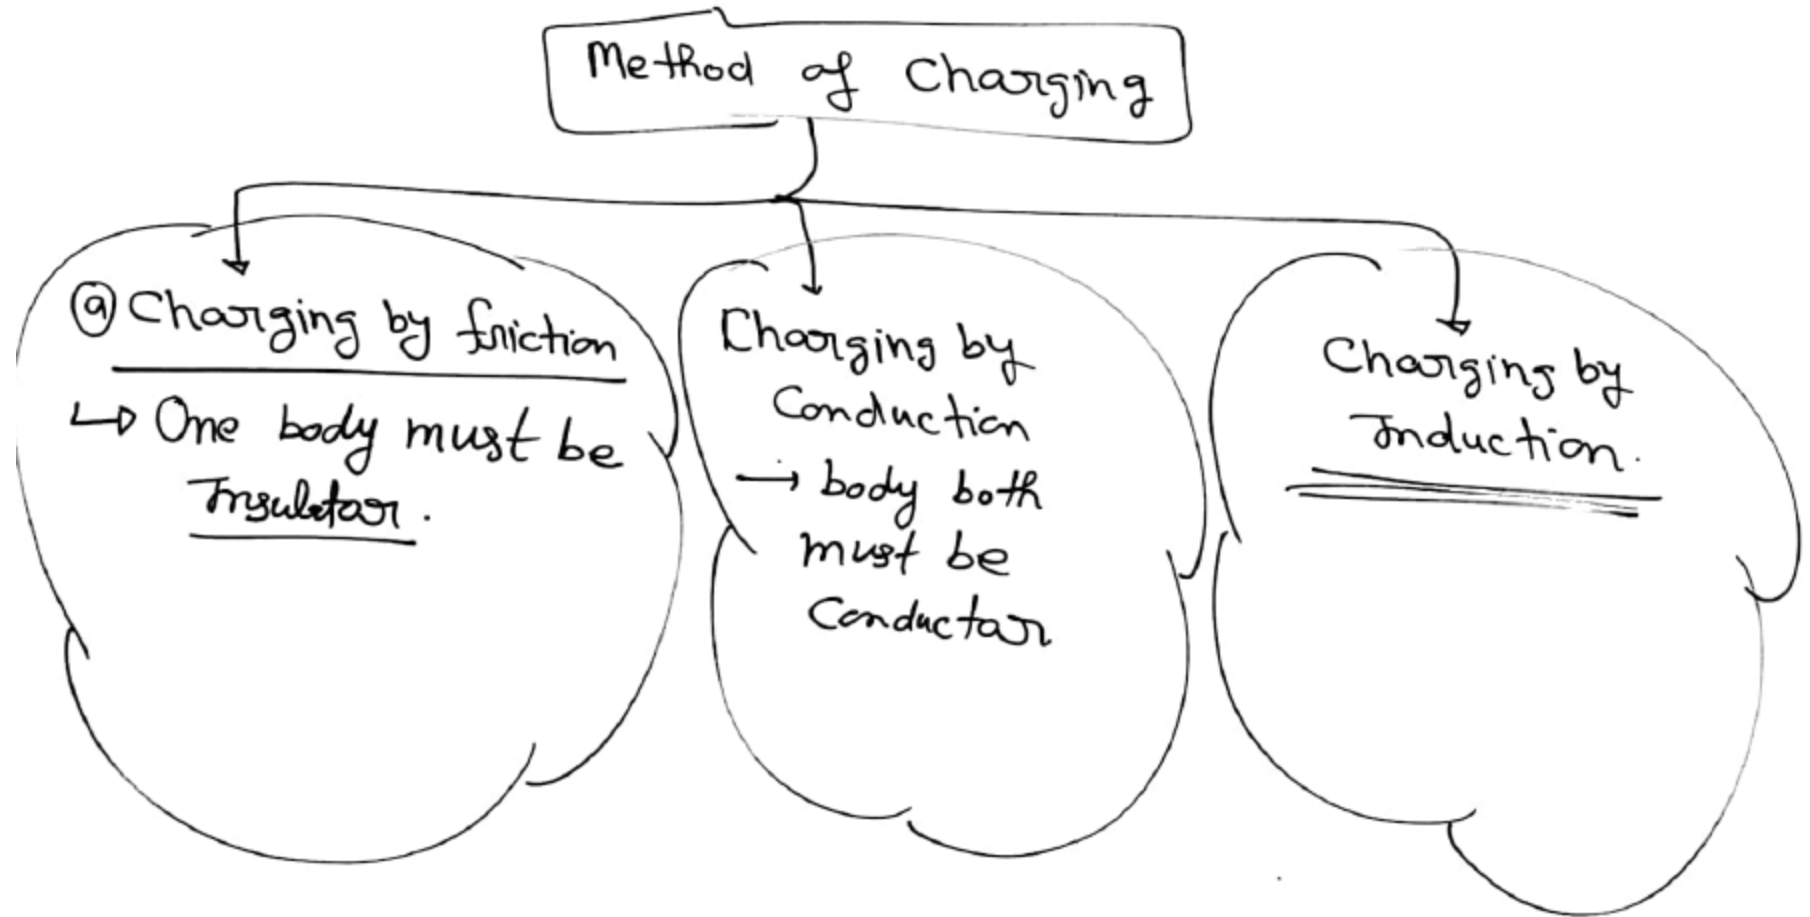 Method of Charging
ⓐ Charging by friction
↳ One body must be
Insulator.
Charging by
Conduction
→ body both
must be
Conductor
Charging by
Induction.